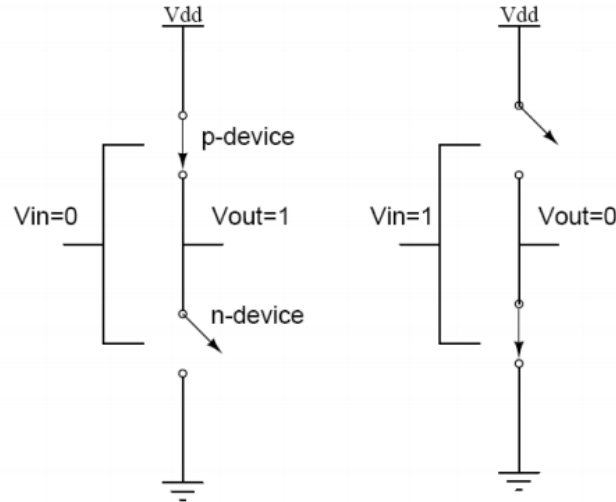 Vdd
p-device
Vin=0
Vout=1
n-device
Vdd
Vin=1
Vout=0